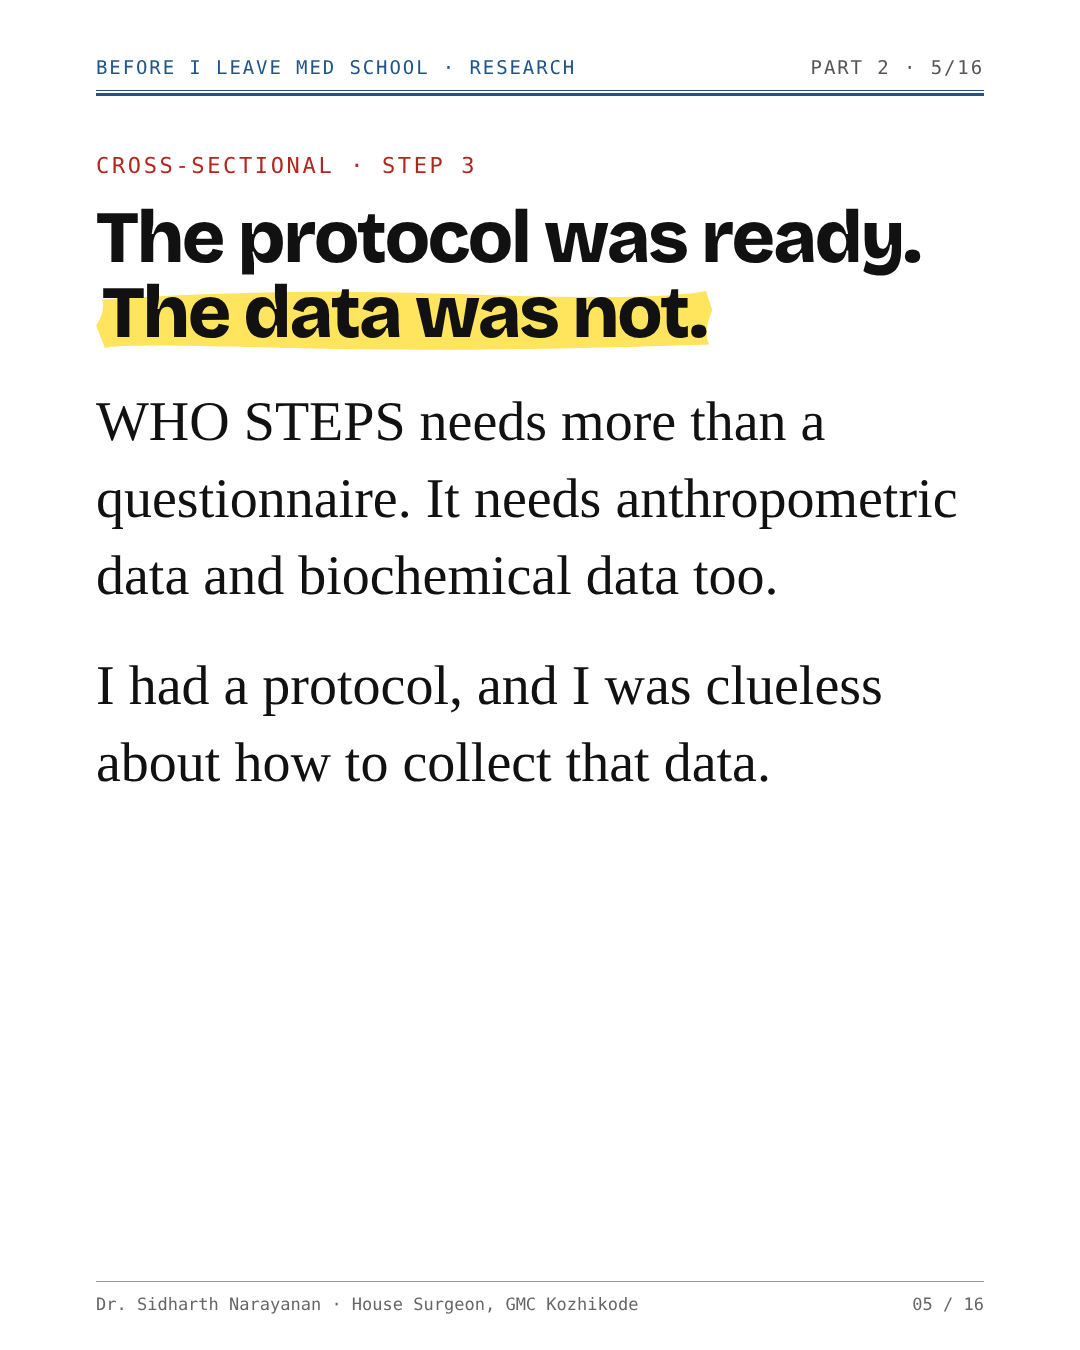 BEFORE I LEAVE MED SCHOOL · RESEARCH
PART 2 · 5/16
CROSS-SECTIONAL · STEP 3
The protocol was ready.
The data was not.
WHO STEPS needs more than a
questionnaire. It needs anthropometric
data and biochemical data too.
I had a protocol, and I was clueless
about how to collect that data.
Dr. Sidharth Narayanan · House Surgeon, GMC Kozhikode
05 / 16